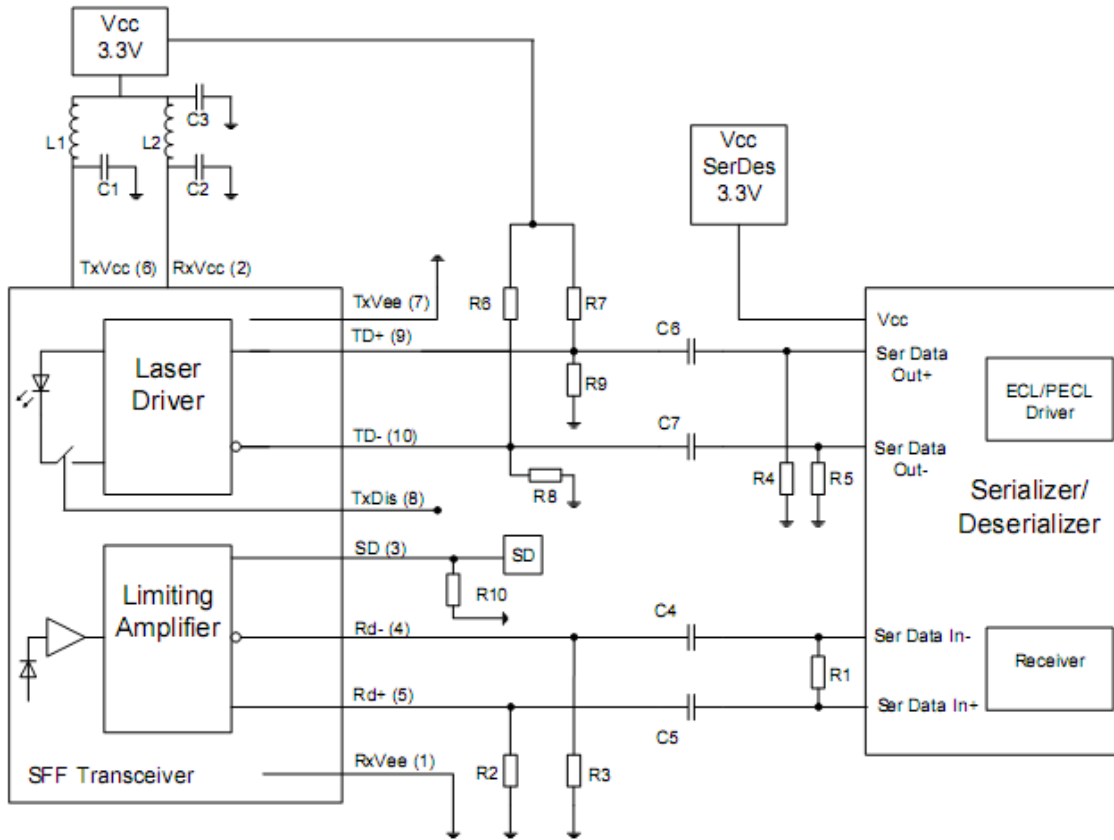 Vcc
3.3V
L1
L2
C3
C1
C2
Vcc
SerDes
3.3V
TxVcc (6)
RxVcc (2)
TxVee (7)
R6
R7
Vcc
TD+ (9)
C6
Ser Data
Out+
Laser
Driver
R9
ECL/PECL
Driver
TD- (10)
C7
Ser Data
Out-
R8
R4
R5
TxDis (8)
Serializer/
Deserializer
SD (3)
SD
R10
Limiting
Amplifier
Rd- (4)
C4
Ser Data In-
R1
Receiver
Rd+ (5)
C5
Ser Data In+
RxVee (1)
R2
R3
SFF Transceiver